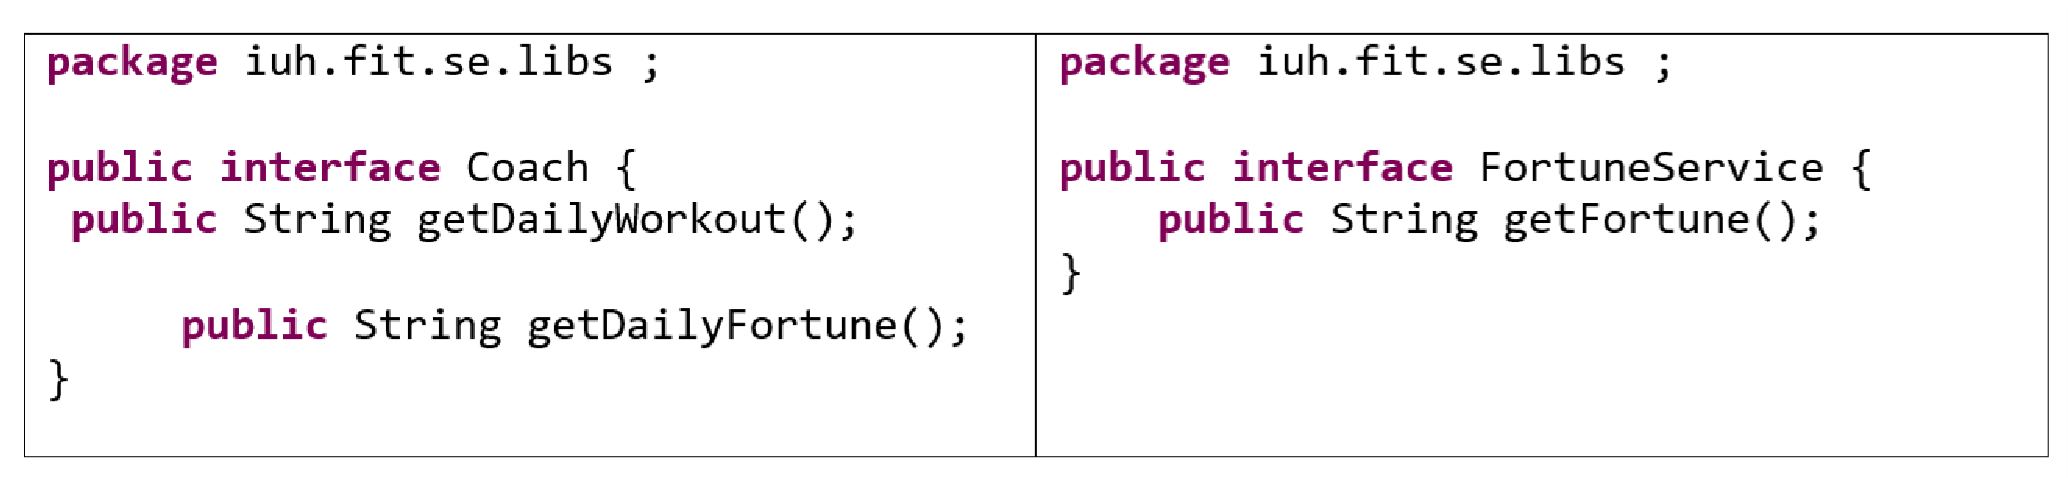 package iuh.fit.se.libs ;
public interface Coach {
public String getDailyWorkout();
public String getDailyFortune();
}
package iuh.fit.se.libs ;
public interface FortuneService {
public String getFortune();
}